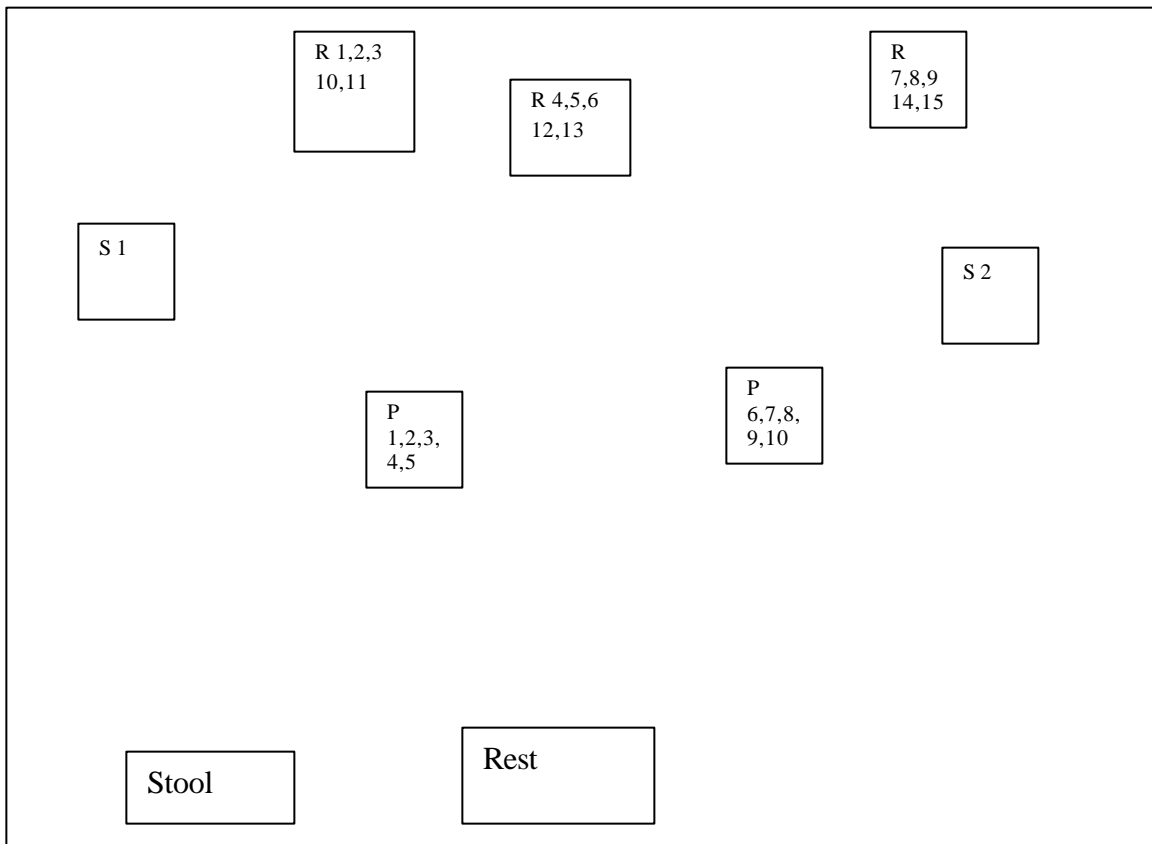 R 1,2,3
10,11
R 4,5,6
12,13
R
7,8,9
14,15
S 1
S 2
P
1,2,3,
4,5
P
6,7,8,
9,10
Stool
Rest